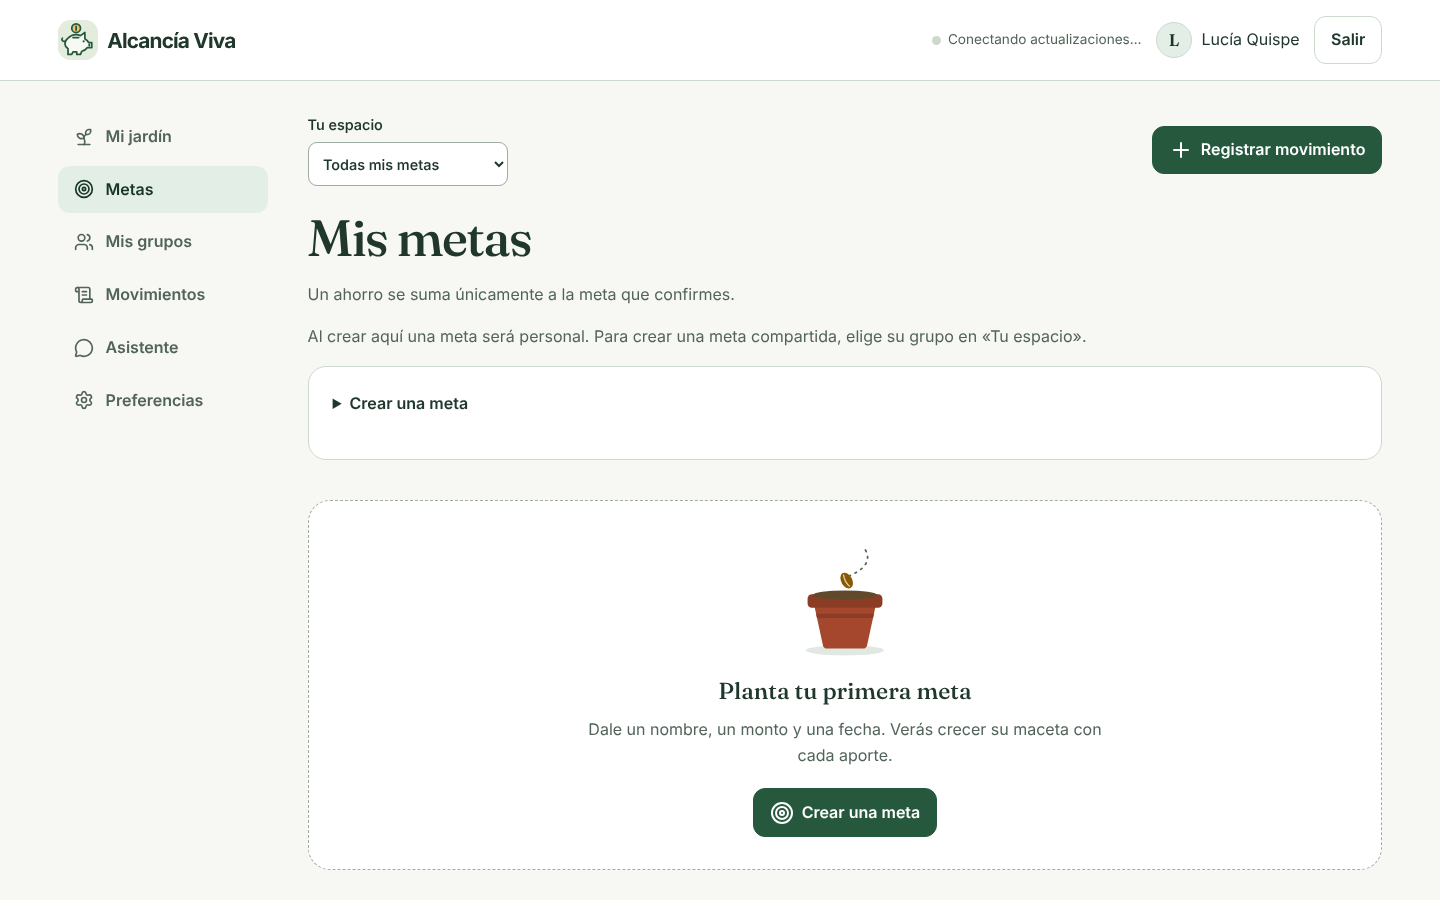 Alcancía Viva
Conectando actualizaciones...
L
Lucía Quispe
Salir
Mi jardín
Metas
Mis grupos
Movimientos
Asistente
Preferencias
Tu espacio
Todas mis metas
Registrar movimiento
Mis metas
Un ahorro se suma únicamente a la meta que confirmes.
Al crear aquí una meta será personal. Para crear una meta compartida, elige su grupo en «Tu espacio».
Crear una meta
Planta tu primera meta
Dale un nombre, un monto y una fecha. Verás crecer su maceta con
cada aporte.
Crear una meta